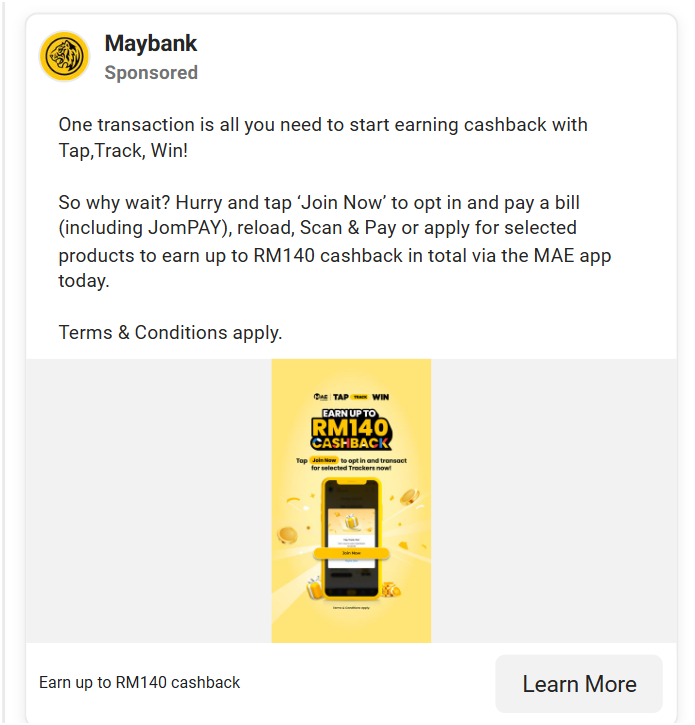 Maybank
Sponsored
One transaction is all you need to start earning cashback with
Tap,Track, Win!
So why wait? Hurry and tap ‘Join Now’ to opt in and pay a bill
(including JomPAY), reload, Scan & Pay or apply for selected
products to earn up to RM140 cashback in total via the MAE app
today.
Terms & Conditions apply.
MAE TAP TRACK WIN
EARN UP TO
RM140
CASHBACK
Tap Join Now to opt in and transact
for selected Trackers now!
Join Now
Terms & Conditions apply.
Earn up to RM140 cashback
Learn More